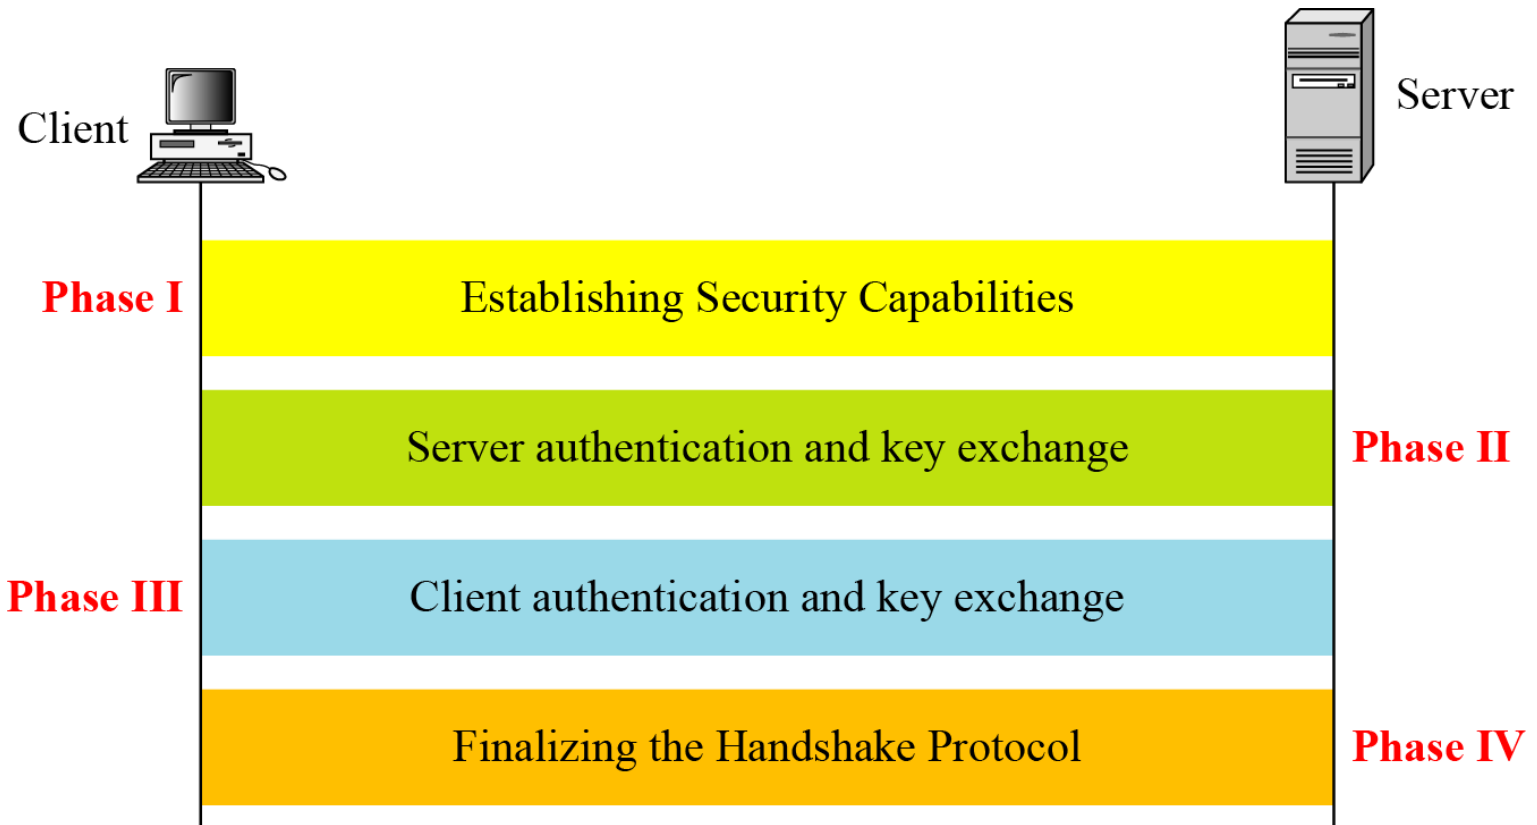 Client
Server
Phase I
Establishing Security Capabilities
Server authentication and key exchange
Phase II
Phase III
Client authentication and key exchange
Finalizing the Handshake Protocol
Phase IV